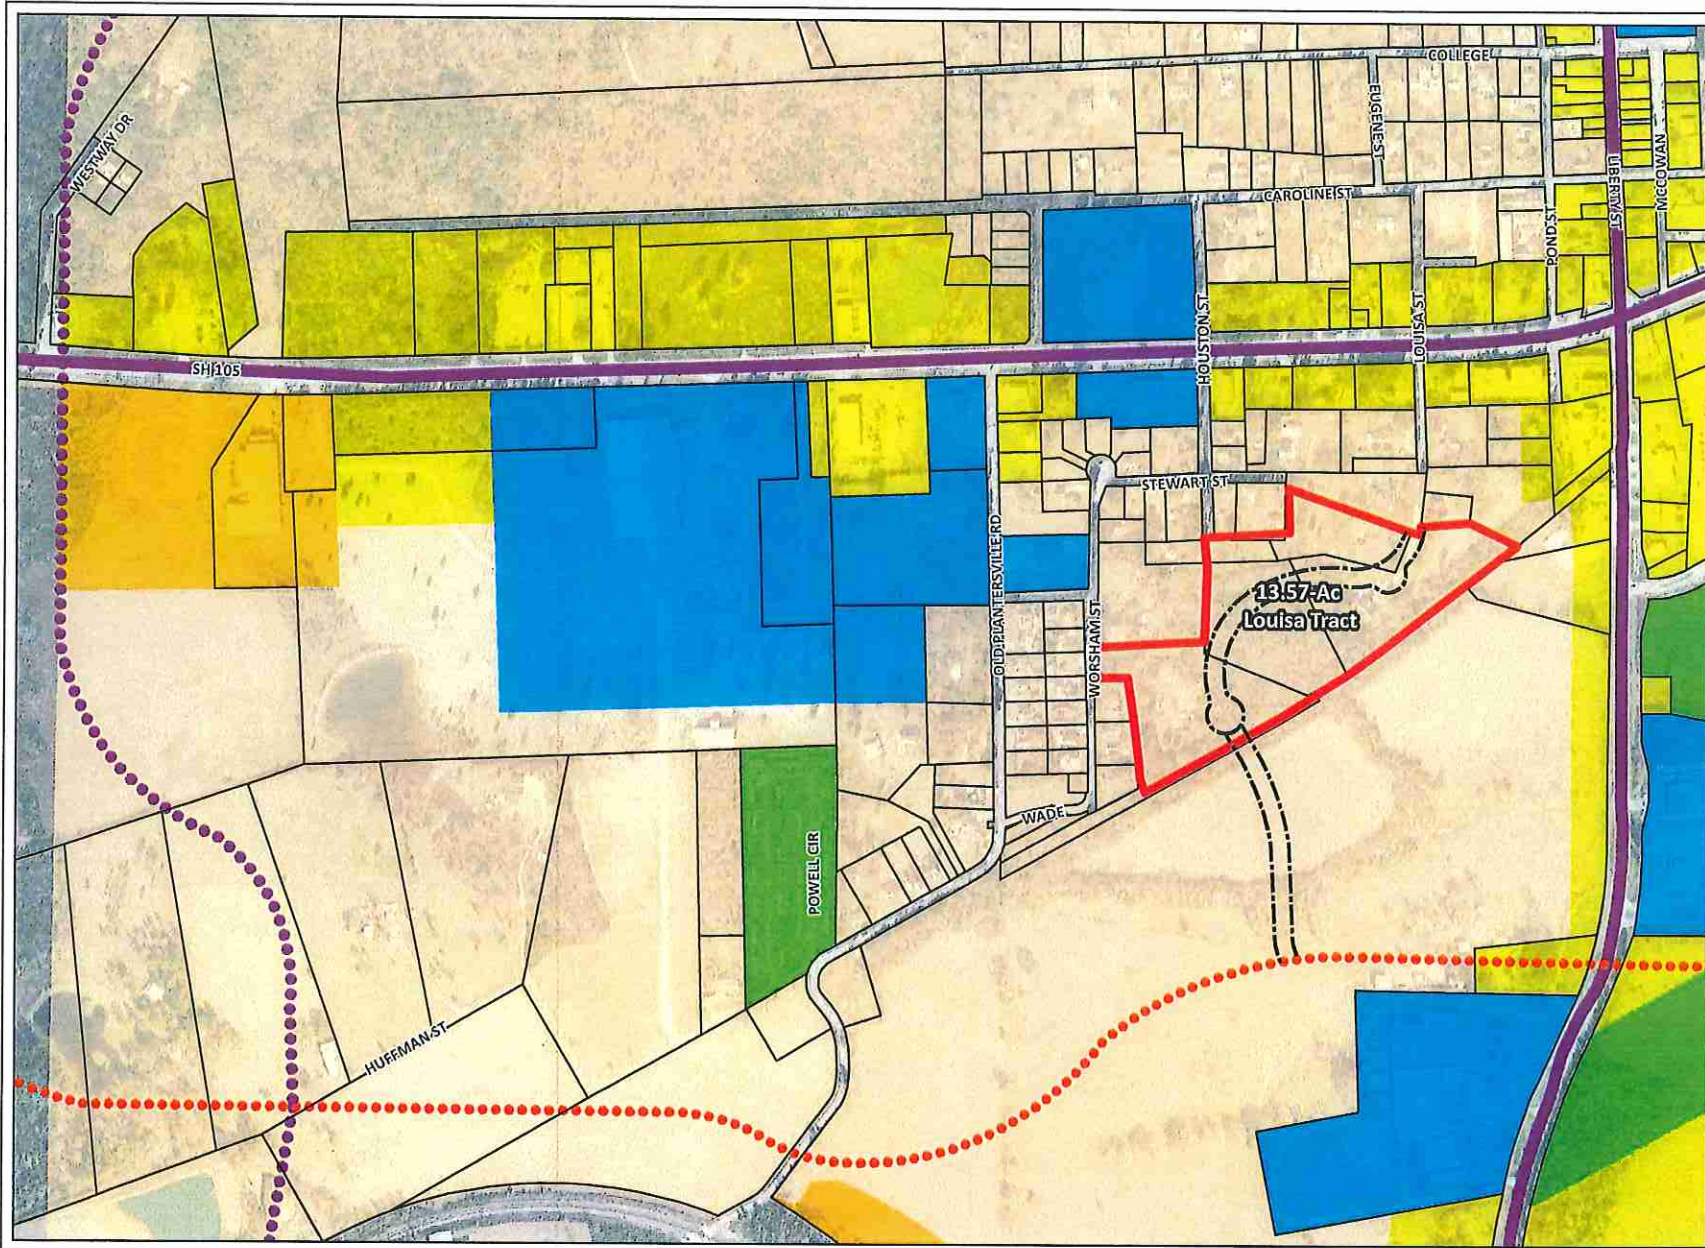 COLLEGE
WESTWAY DR
EUGENE ST
LIBERTY ST
MCCOWAN
CAROLINE ST
POND ST
HOUSTON ST
LOUISA ST
SH 105
STEWART ST
OLD PLANTERSVILLE RD
WORSHAM ST
13.57-Ac
Louisa Tract
WADE
POWELL CIR
HUFFMAN ST